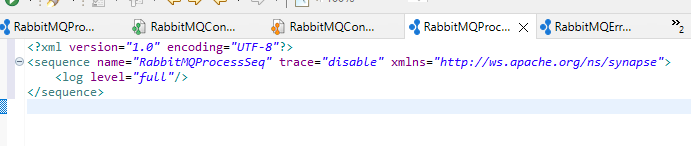 RabbitMQPro...
RabbitMQCon...
RabbitMQCon...
RabbitMQProc...
RabbitMQErr...
»2
<?xml version="1.0" encoding="UTF-8"?>
<sequence name="RabbitMQProcessSeq" trace="disable" xmlns="http://ws.apache.org/ns/synapse">
<log level="full"/>
</sequence>